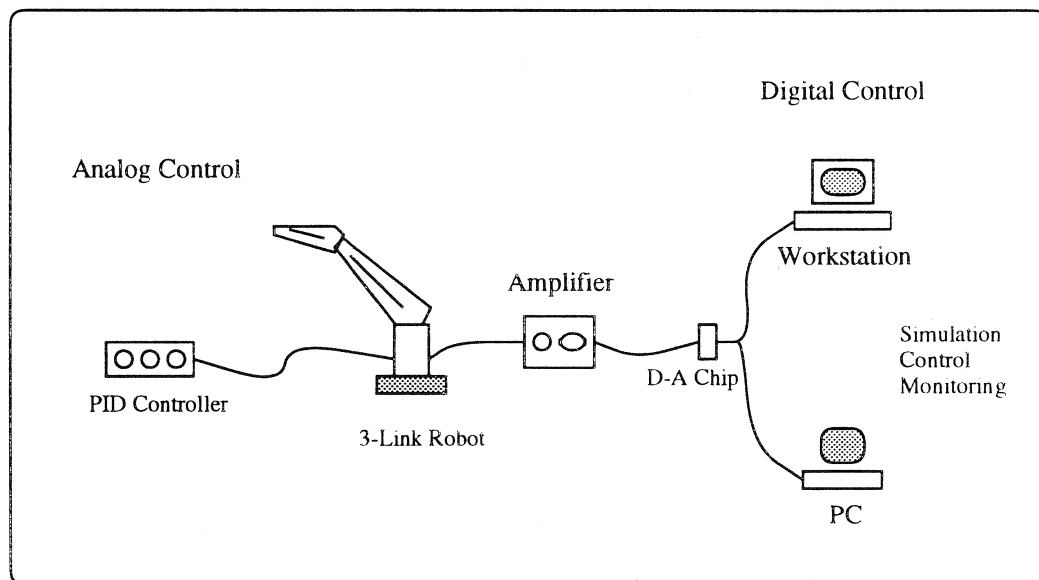 Digital Control
Analog Control
Workstation
Amplifier
Simulation
Control
Monitoring
D-A Chip
PID Controller
3-Link Robot
PC